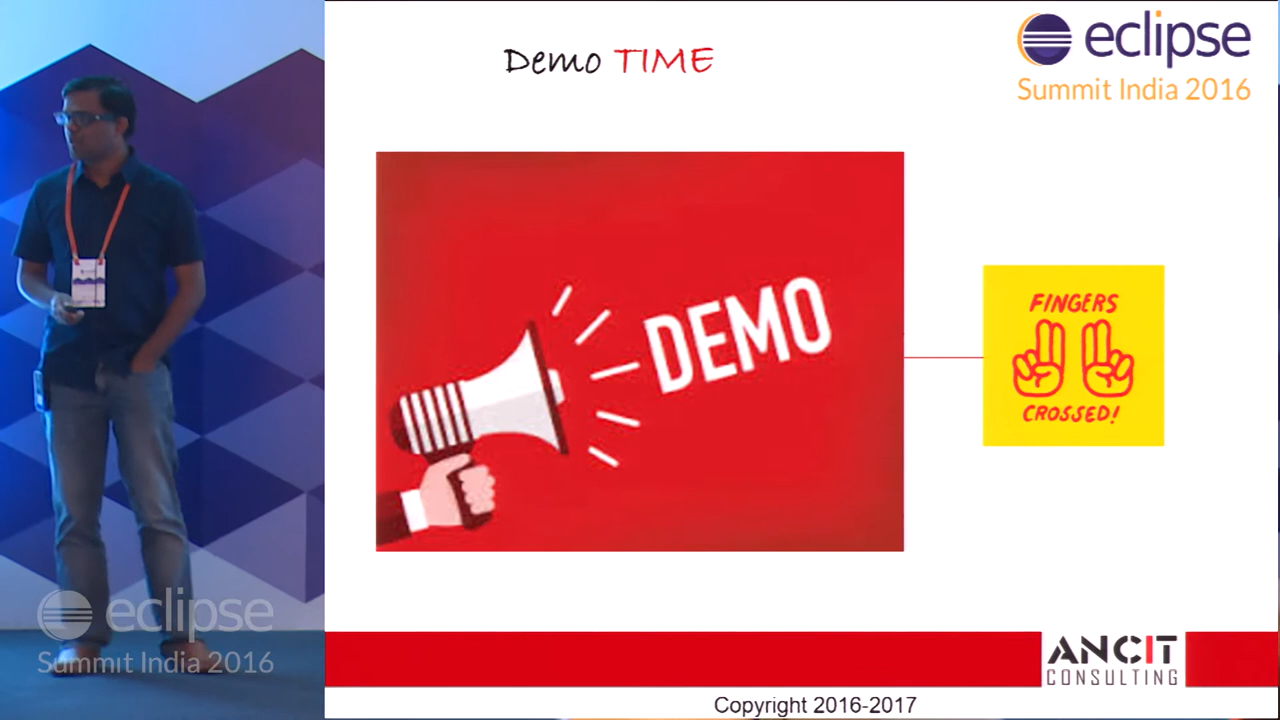 Demo TIME
eclipse
Summit India 2016
DEMO
FINGERS
CROSSED!
eclipse
Summit India 2016
ANCIT
CONSULTING
Copyright 2016-2017